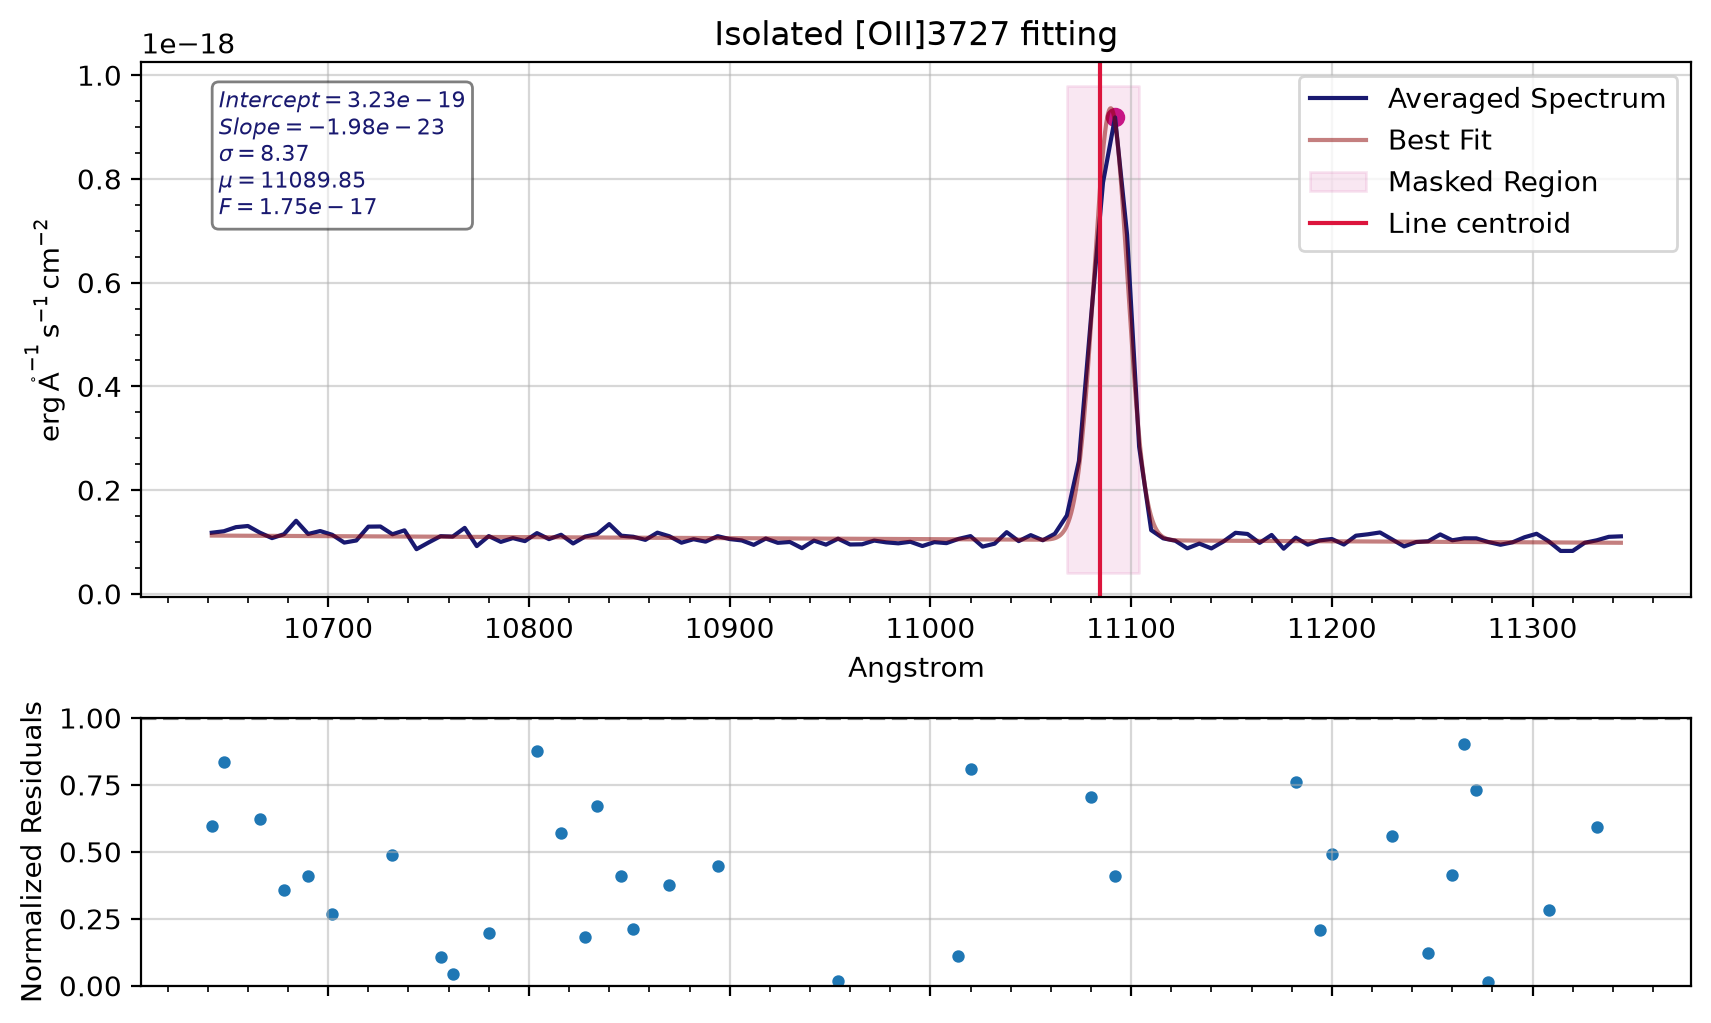 Isolated [OII]3727 fitting
1e−18
Intercept = 3.23e − 19
Slope = −1.98e − 23
σ = 8.37
μ = 11089.85
F = 1.75e − 17
Averaged Spectrum
Best Fit
Masked Region
Line centroid
erg Å⁻¹ s⁻¹ cm⁻²
1.0
0.8
0.6
0.4
0.2
0.0
10700 10800 10900 11000 11100 11200 11300
Angstrom
Normalized Residuals
1.00
0.75
0.50
0.25
0.00